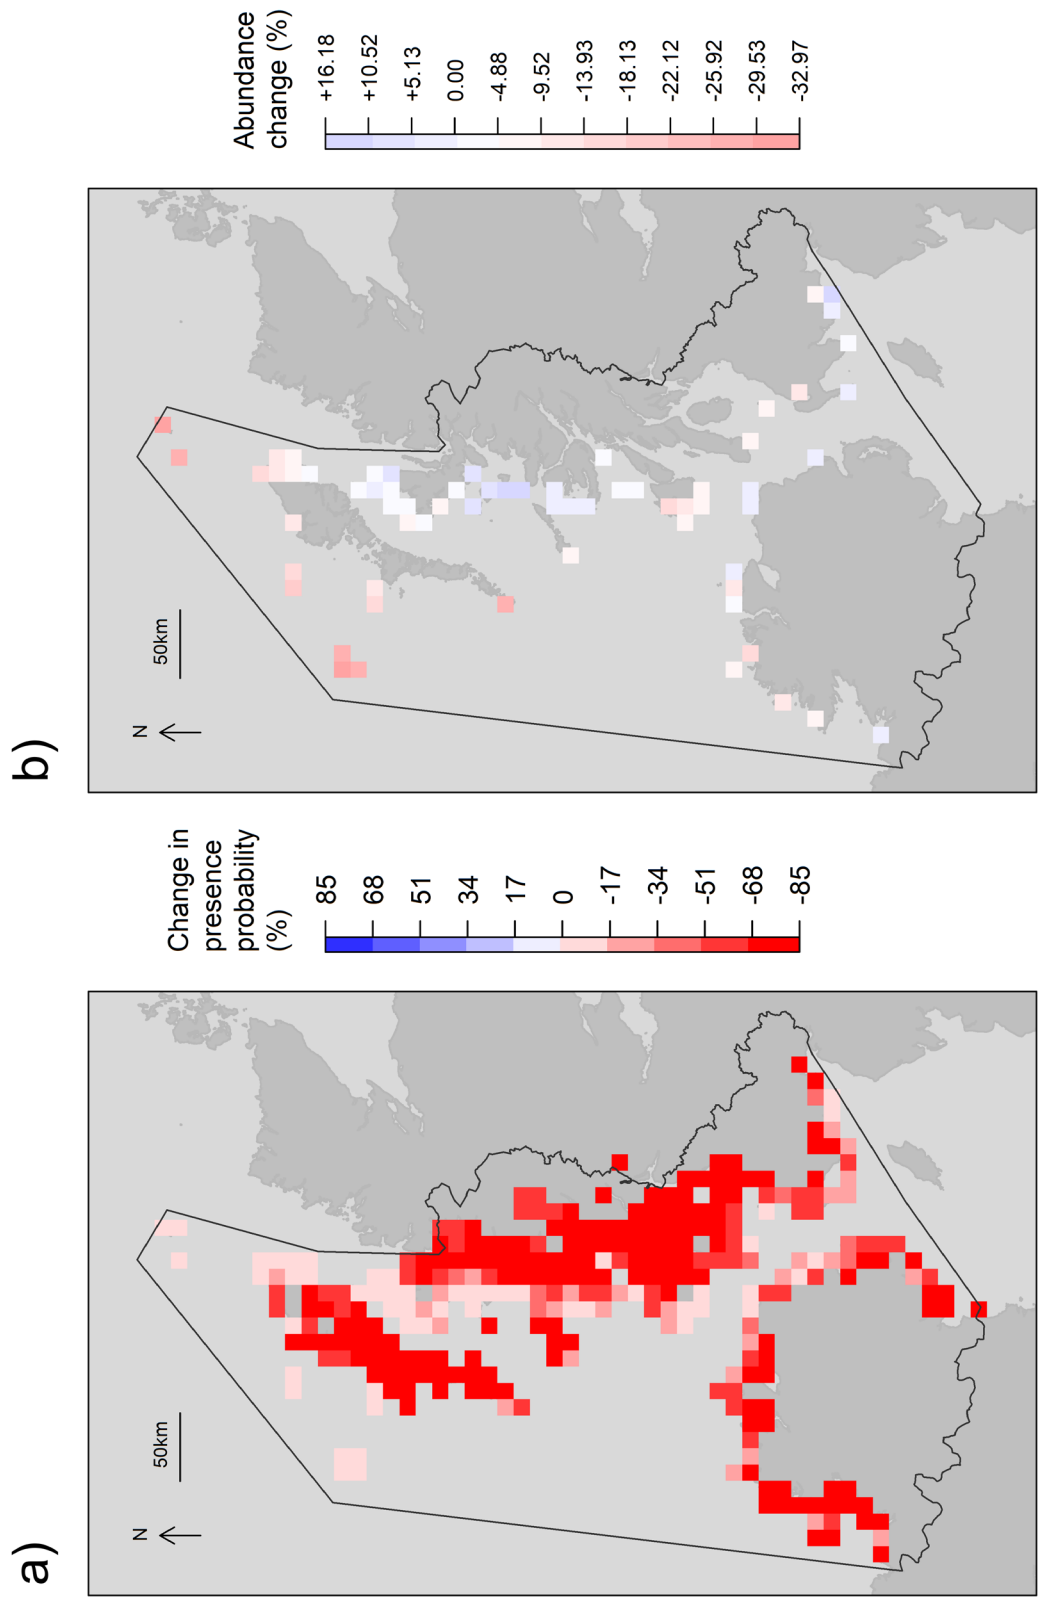 a)
N
50km
Change in
presence
probability
(%)
85
68
51
34
17
0
-17
-34
-51
-68
-85
b)
N
50km
Abundance
change (%)
+16.18
+10.52
+5.13
0.00
-4.88
-9.52
-13.93
-18.13
-22.12
-25.92
-29.53
-32.97